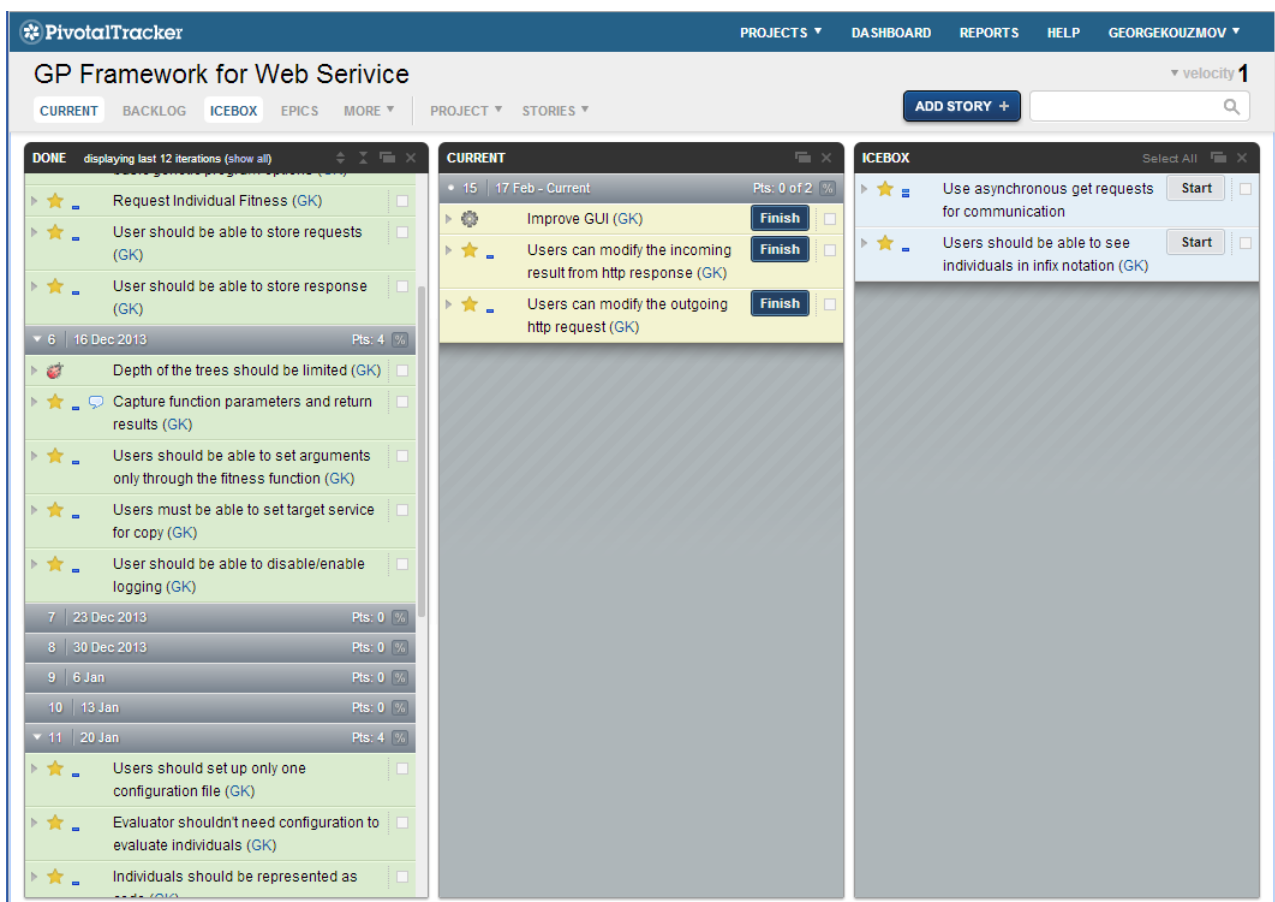 PivotalTracker
PROJECTS DASHBOARD REPORTS HELP GEORGEKOUZMOV
GP Framework for Web Serivice
velocity 1
CURRENT BACKLOG ICEBOX EPICS MORE PROJECT STORIES
ADD STORY +
DONE displaying last 12 iterations (show all)
Request Individual Fitness (GK)
User should be able to store requests
(GK)
User should be able to store response
(GK)
6 16 Dec 2013 Pts: 4 %
Depth of the trees should be limited (GK)
Capture function parameters and return
results (GK)
Users should be able to set arguments
only through the fitness function (GK)
Users must be able to set target service
for copy (GK)
User should be able to disable/enable
logging (GK)
7 23 Dec 2013 Pts: 0 %
8 30 Dec 2013 Pts: 0 %
9 6 Jan Pts: 0 %
10 13 Jan Pts: 0 %
11 20 Jan Pts: 4 %
Users should set up only one
configuration file (GK)
Evaluator shouldn't need configuration to
evaluate individuals (GK)
Individuals should be represented as
CURRENT
15 17 Feb - Current Pts: 0 of 2 %
Improve GUI (GK) Finish
Users can modify the incoming Finish
result from http response (GK)
Users can modify the outgoing Finish
http request (GK)
ICEBOX Select All
Use asynchronous get requests Start
for communication
Users should be able to see Start
individuals in infix notation (GK)